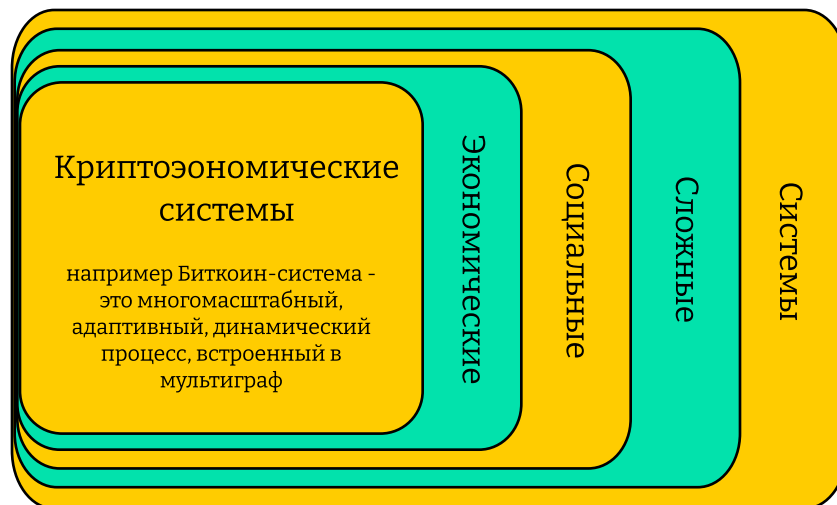 Криптоэономические
системы
например Биткоин-система -
это многомасштабный,
адаптивный, динамический
процесс, встроенный в
мультиграф
Экономические
Социальные
Сложные
Системы